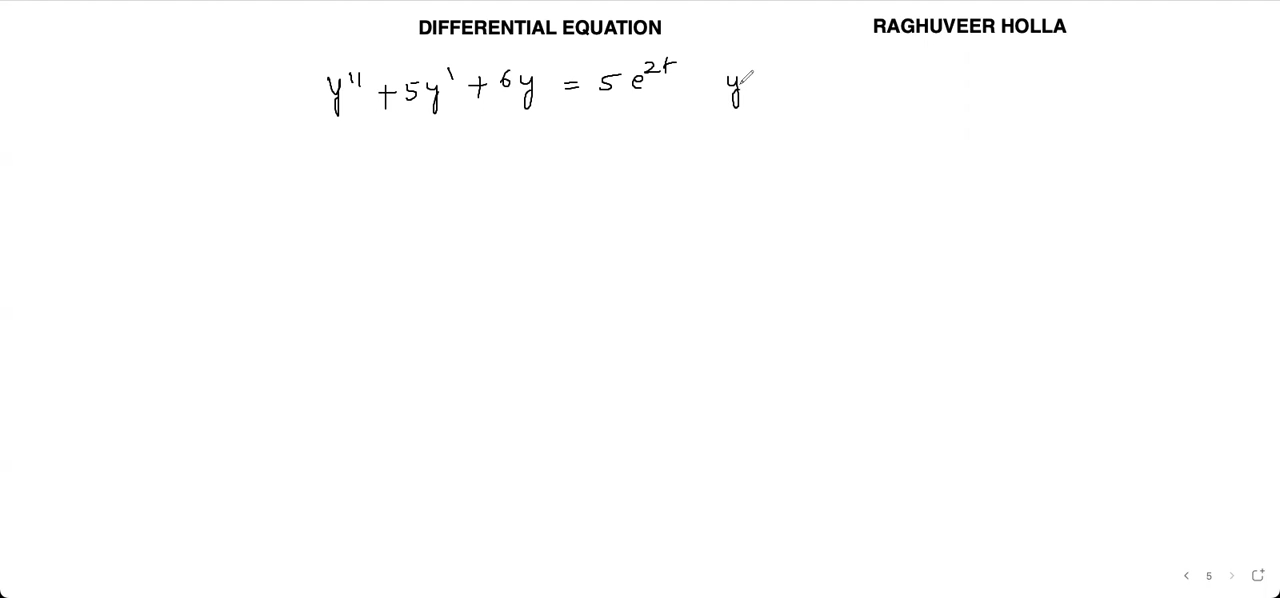 DIFFERENTIAL EQUATION RAGHUVEER HOLLA
y'' + 5y' + 6y = 5e^{2t} y
5